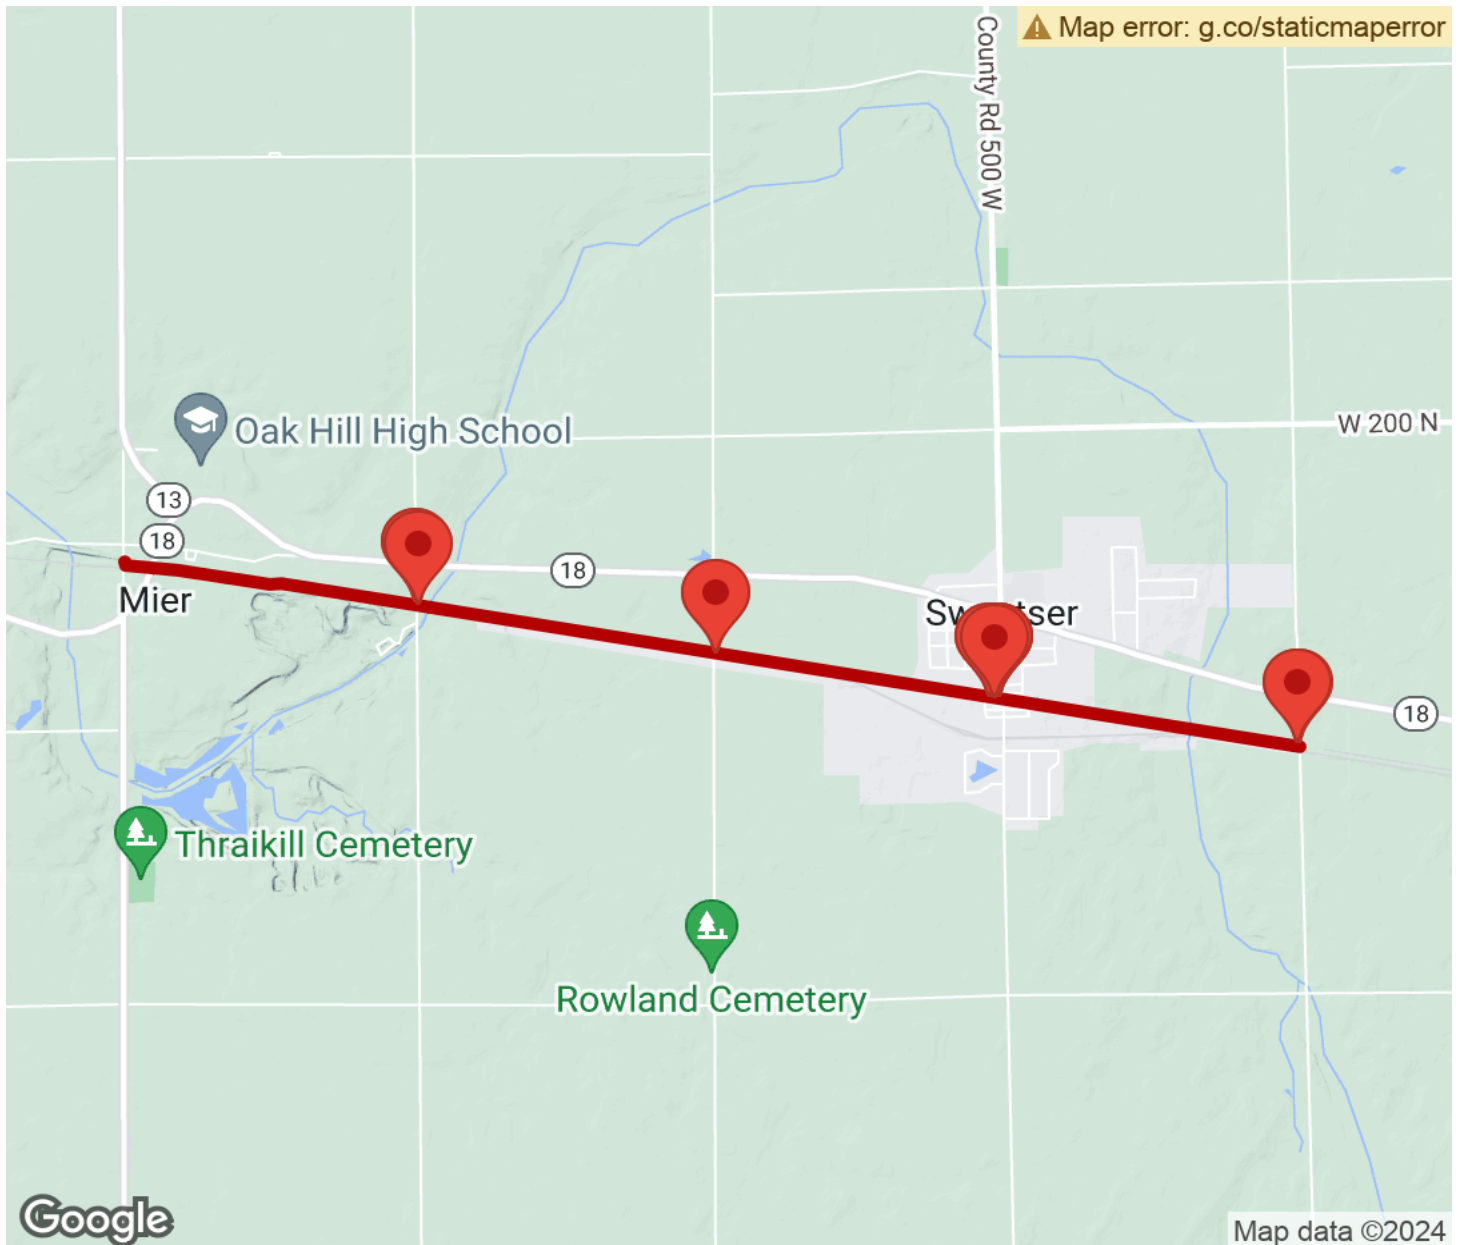 Map error: g.co/staticmaperror
County Rd 500 W
W 200 N
Oak Hill High School
13
18
18
Mier
18
Thraikill Cemetery
Rowland Cemetery
Google
Map data ©2024